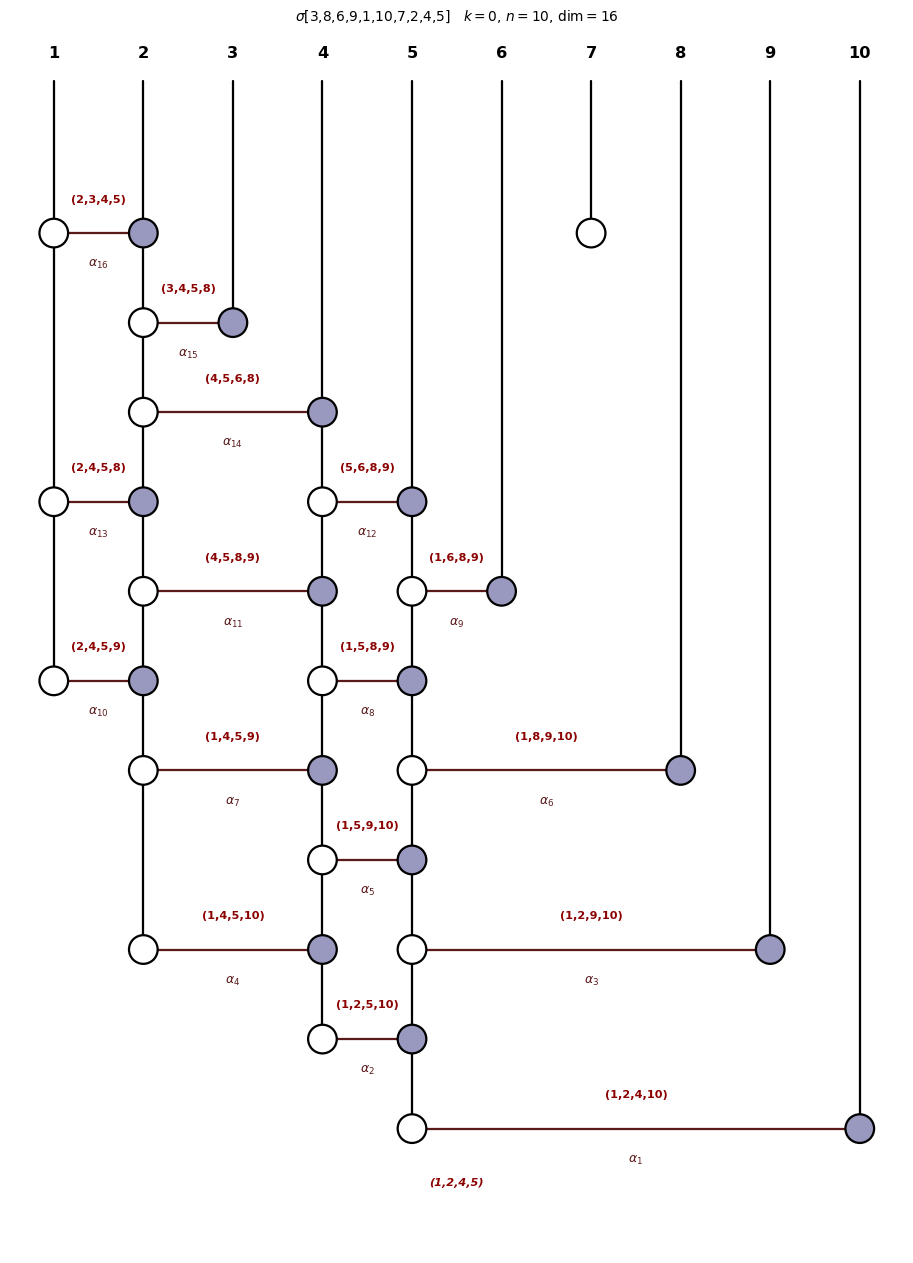 σ[3,8,6,9,1,10,7,2,4,5] k=0, n=10, dim=16
1 2 3 4 5 6 7 8 9 10
(2,3,4,5)
α16
(3,4,5,8)
α15
(4,5,6,8)
α14
(2,4,5,8) (5,6,8,9)
α13 α12
(4,5,8,9) (1,6,8,9)
α11 α9
(2,4,5,9) (1,5,8,9)
α10 α8
(1,4,5,9) (1,8,9,10)
α7 α6
(1,5,9,10)
α5
(1,4,5,10) (1,2,9,10)
α4 α3
(1,2,5,10)
α2
(1,2,4,10)
α1
(1,2,4,5)